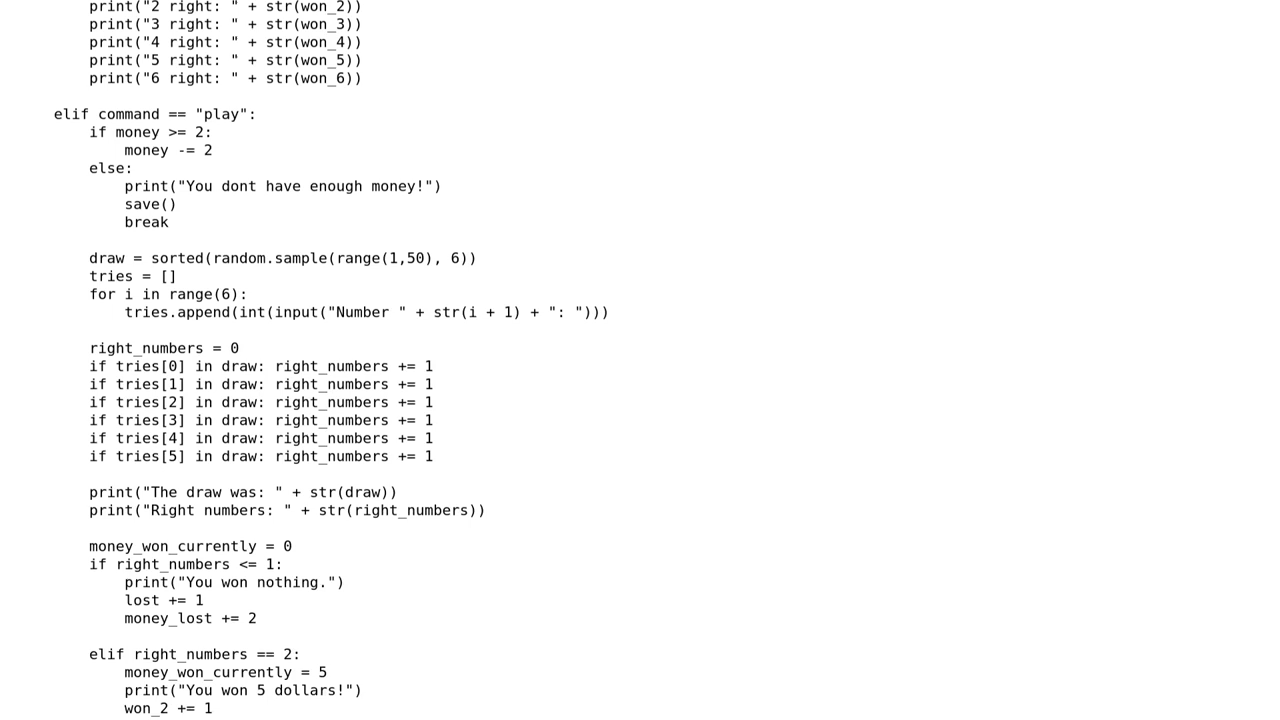 print("2 right: " + str(won_2))
    print("3 right: " + str(won_3))
    print("4 right: " + str(won_4))
    print("5 right: " + str(won_5))
    print("6 right: " + str(won_6))

elif command == "play":
    if money >= 2:
        money -= 2
    else:
        print("You dont have enough money!")
        save()
        break

    draw = sorted(random.sample(range(1,50), 6))
    tries = []
    for i in range(6):
        tries.append(int(input("Number " + str(i + 1) + ": ")))

    right_numbers = 0
    if tries[0] in draw: right_numbers += 1
    if tries[1] in draw: right_numbers += 1
    if tries[2] in draw: right_numbers += 1
    if tries[3] in draw: right_numbers += 1
    if tries[4] in draw: right_numbers += 1
    if tries[5] in draw: right_numbers += 1

    print("The draw was: " + str(draw))
    print("Right numbers: " + str(right_numbers))

    money_won_currently = 0
    if right_numbers <= 1:
        print("You won nothing.")
        lost += 1
        money_lost += 2

    elif right_numbers == 2:
        money_won_currently = 5
        print("You won 5 dollars!")
        won_2 += 1